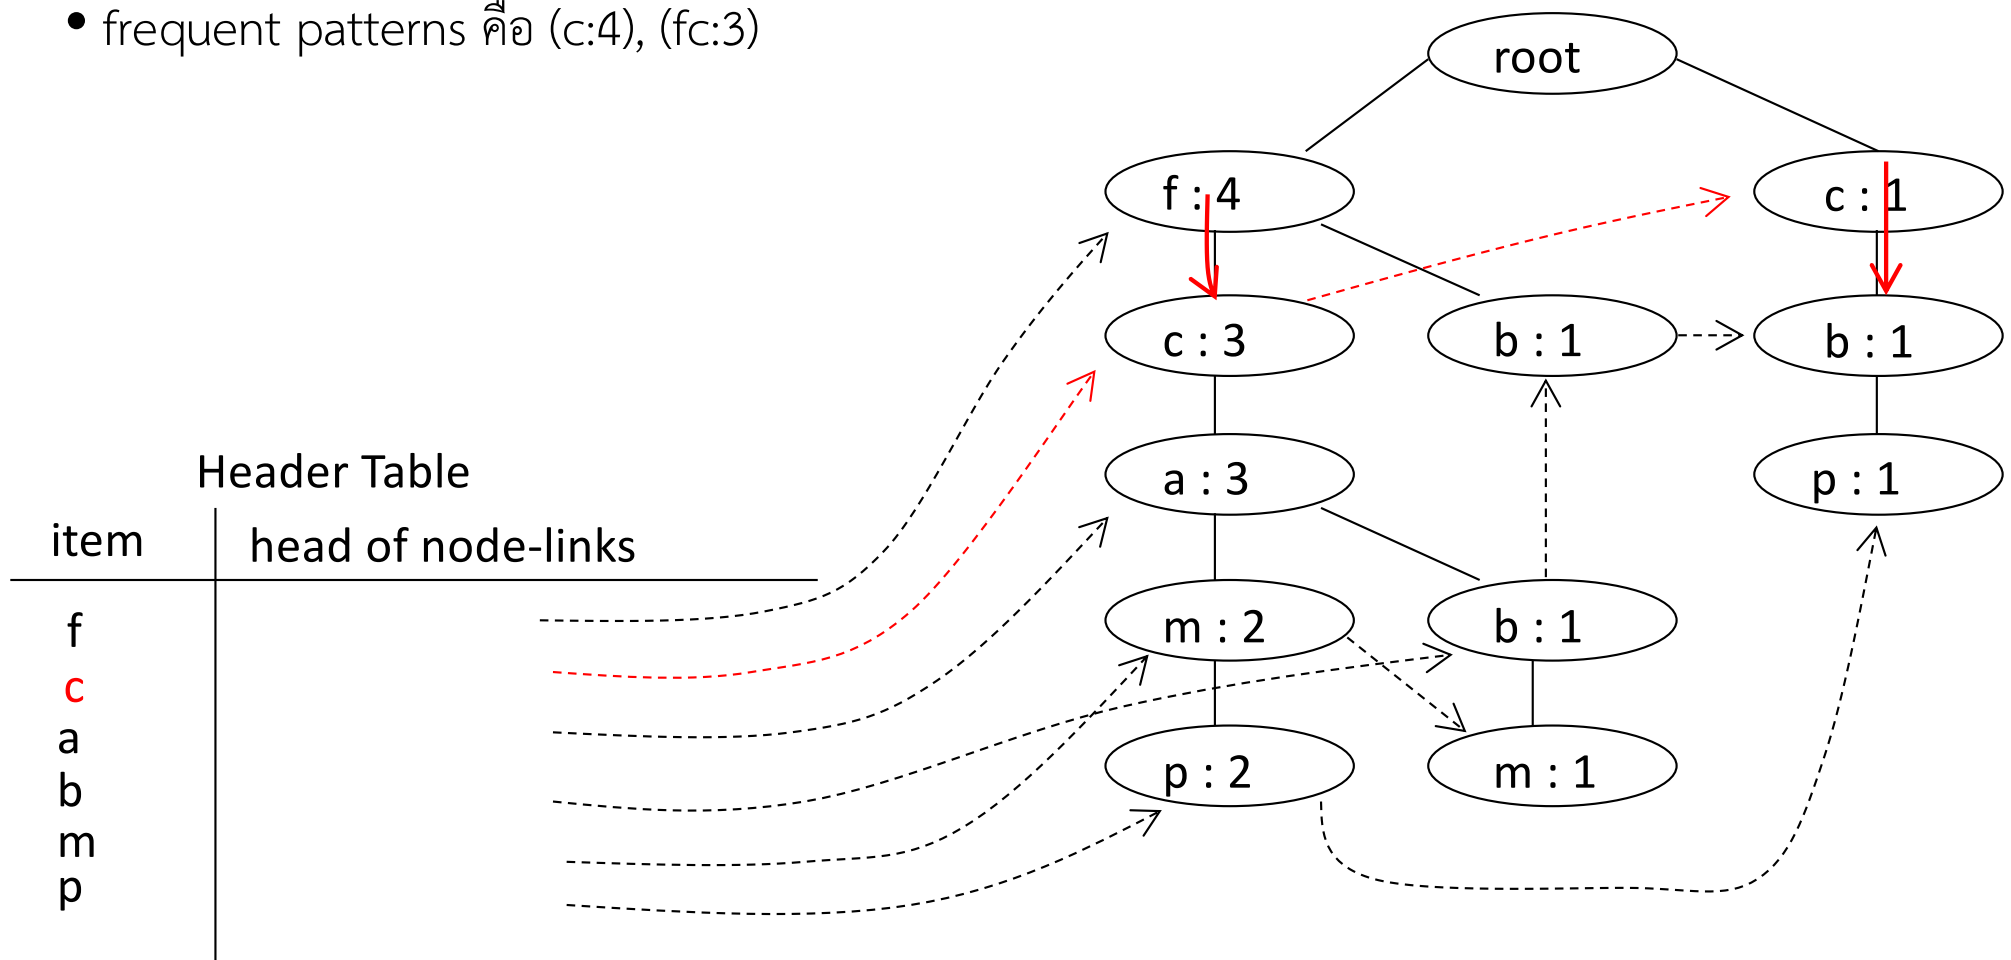 • frequent patterns คือ (c:4), (fc:3)
root
f : 4
c : 1
c : 3
b : 1
b : 1
a : 3
p : 1
Header Table
item
head of node-links
f
m : 2
b : 1
c
a
p : 2
m : 1
b
m
p